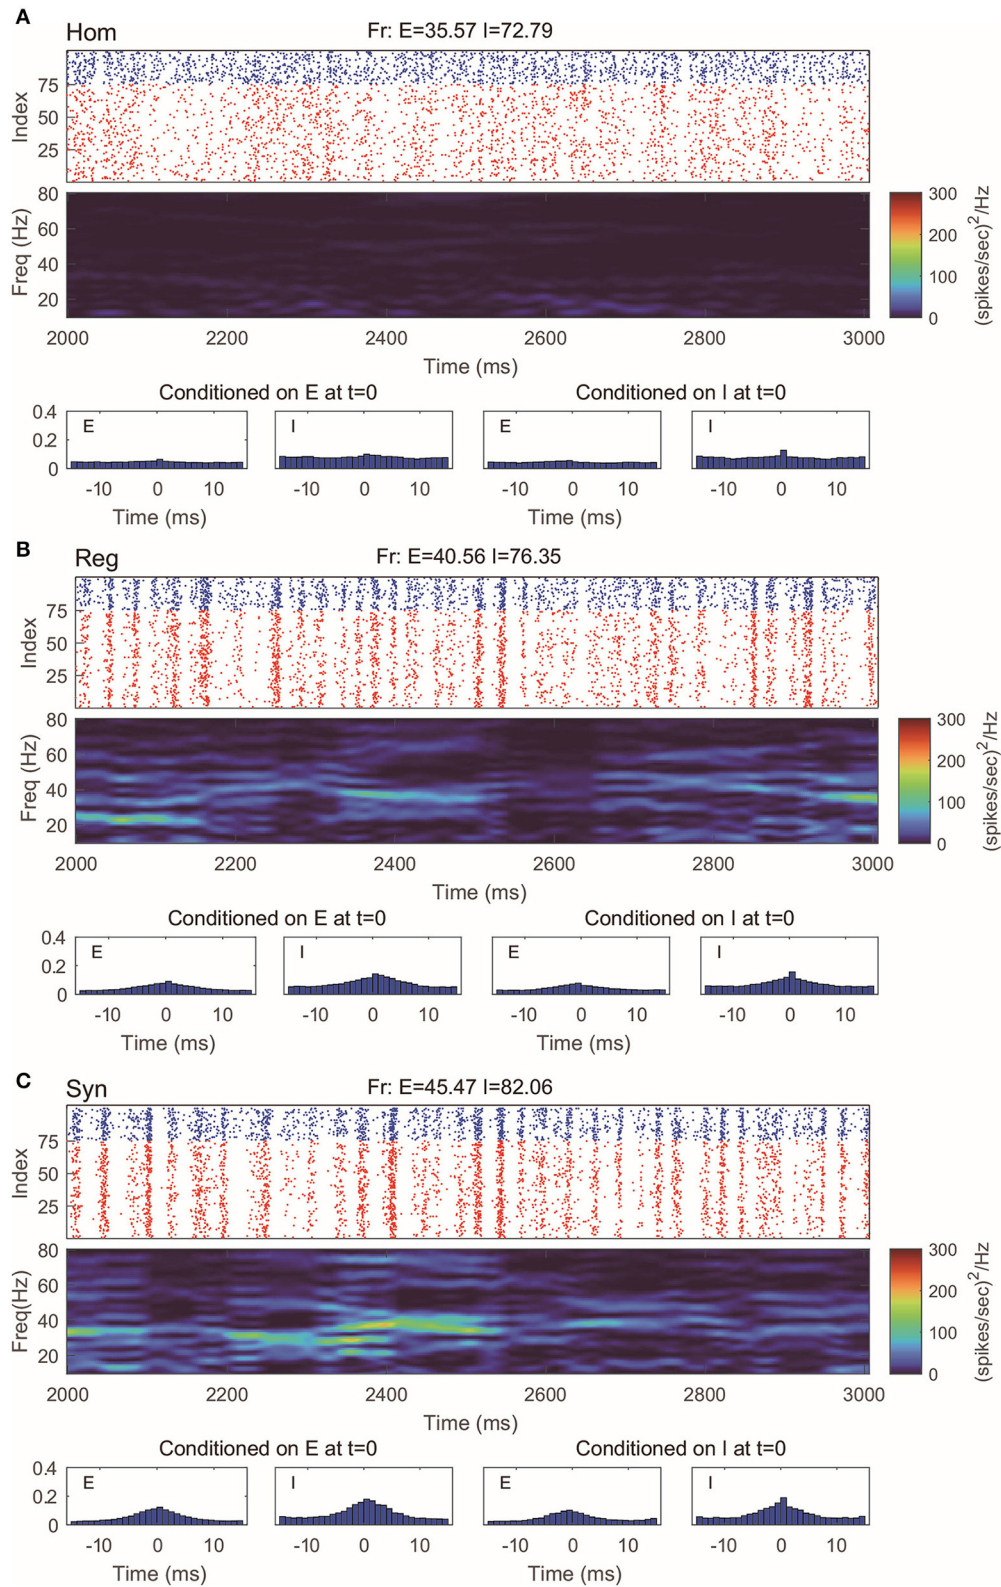 A
Hom
Fr: E=35.57 I=72.79
75
50
25
Index
80
60
40
20
Freq (Hz)
300
200
100
0
(spikes/sec)²/Hz
2000 2200 2400 2600 2800 3000
Time (ms)
Conditioned on E at t=0 Conditioned on I at t=0
0.4
0.2
0
E I E I
-10 0 10 -10 0 10 -10 0 10 -10 0 10
Time (ms) Time (ms)
B
Reg
Fr: E=40.56 I=76.35
75
50
25
Index
80
60
40
20
Freq (Hz)
300
200
100
0
(spikes/sec)²/Hz
2000 2200 2400 2600 2800 3000
Time (ms)
Conditioned on E at t=0 Conditioned on I at t=0
0.4
0.2
0
E I E I
-10 0 10 -10 0 10 -10 0 10 -10 0 10
Time (ms) Time (ms)
C
Syn
Fr: E=45.47 I=82.06
75
50
25
Index
80
60
40
20
Freq(Hz)
300
200
100
0
(spikes/sec)²/Hz
2000 2200 2400 2600 2800 3000
Time (ms)
Conditioned on E at t=0 Conditioned on I at t=0
0.4
0.2
0
E I E I
-10 0 10 -10 0 10 -10 0 10 -10 0 10
Time (ms) Time (ms)